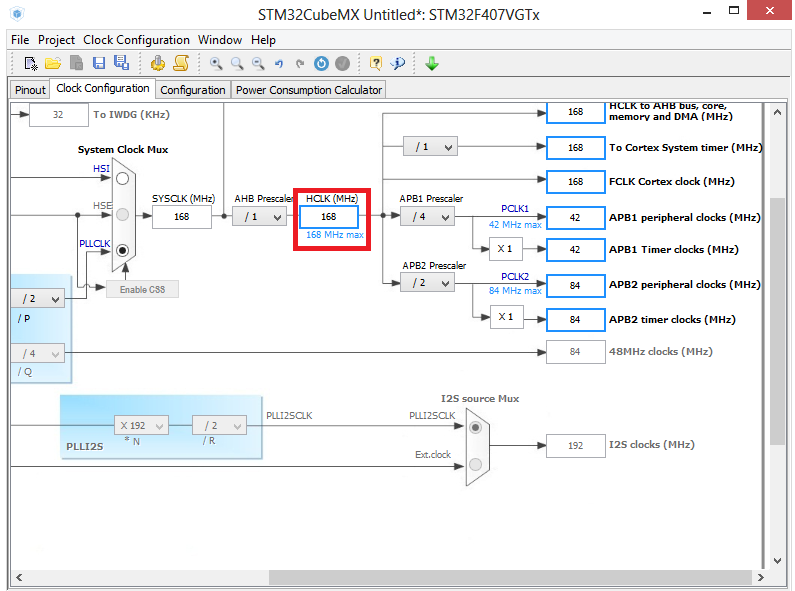 STM32CubeMX Untitled*: STM32F407VGTx
File Project Clock Configuration Window Help
Pinout Clock Configuration Configuration Power Consumption Calculator
32 To IWDG (KHz)
System Clock Mux
HSI
HSE
PLLCLK
Enable CSS
SYSCLK (MHz)
168
AHB Prescaler
/ 1
HCLK (MHz)
168
168 MHz max
168 HCLK to AHB bus, core,
memory and DMA (MHz)
/ 1 168 To Cortex System timer (MHz)
168 FCLK Cortex clock (MHz)
APB1 Prescaler
/ 4
PCLK1
42 MHz max
42 APB1 peripheral clocks (MHz)
X 1 42 APB1 Timer clocks (MHz)
APB2 Prescaler
/ 2
PCLK2
84 MHz max
84 APB2 peripheral clocks (MHz)
X 1 84 APB2 timer clocks (MHz)
/ 2
/ P
/ 4
/ Q
84 48MHz clocks (MHz)
PLLI2S
X 192
* N
/ 2
/ R
PLLI2SCLK
I2S source Mux
PLLI2SCLK
Ext.clock
192 I2S clocks (MHz)